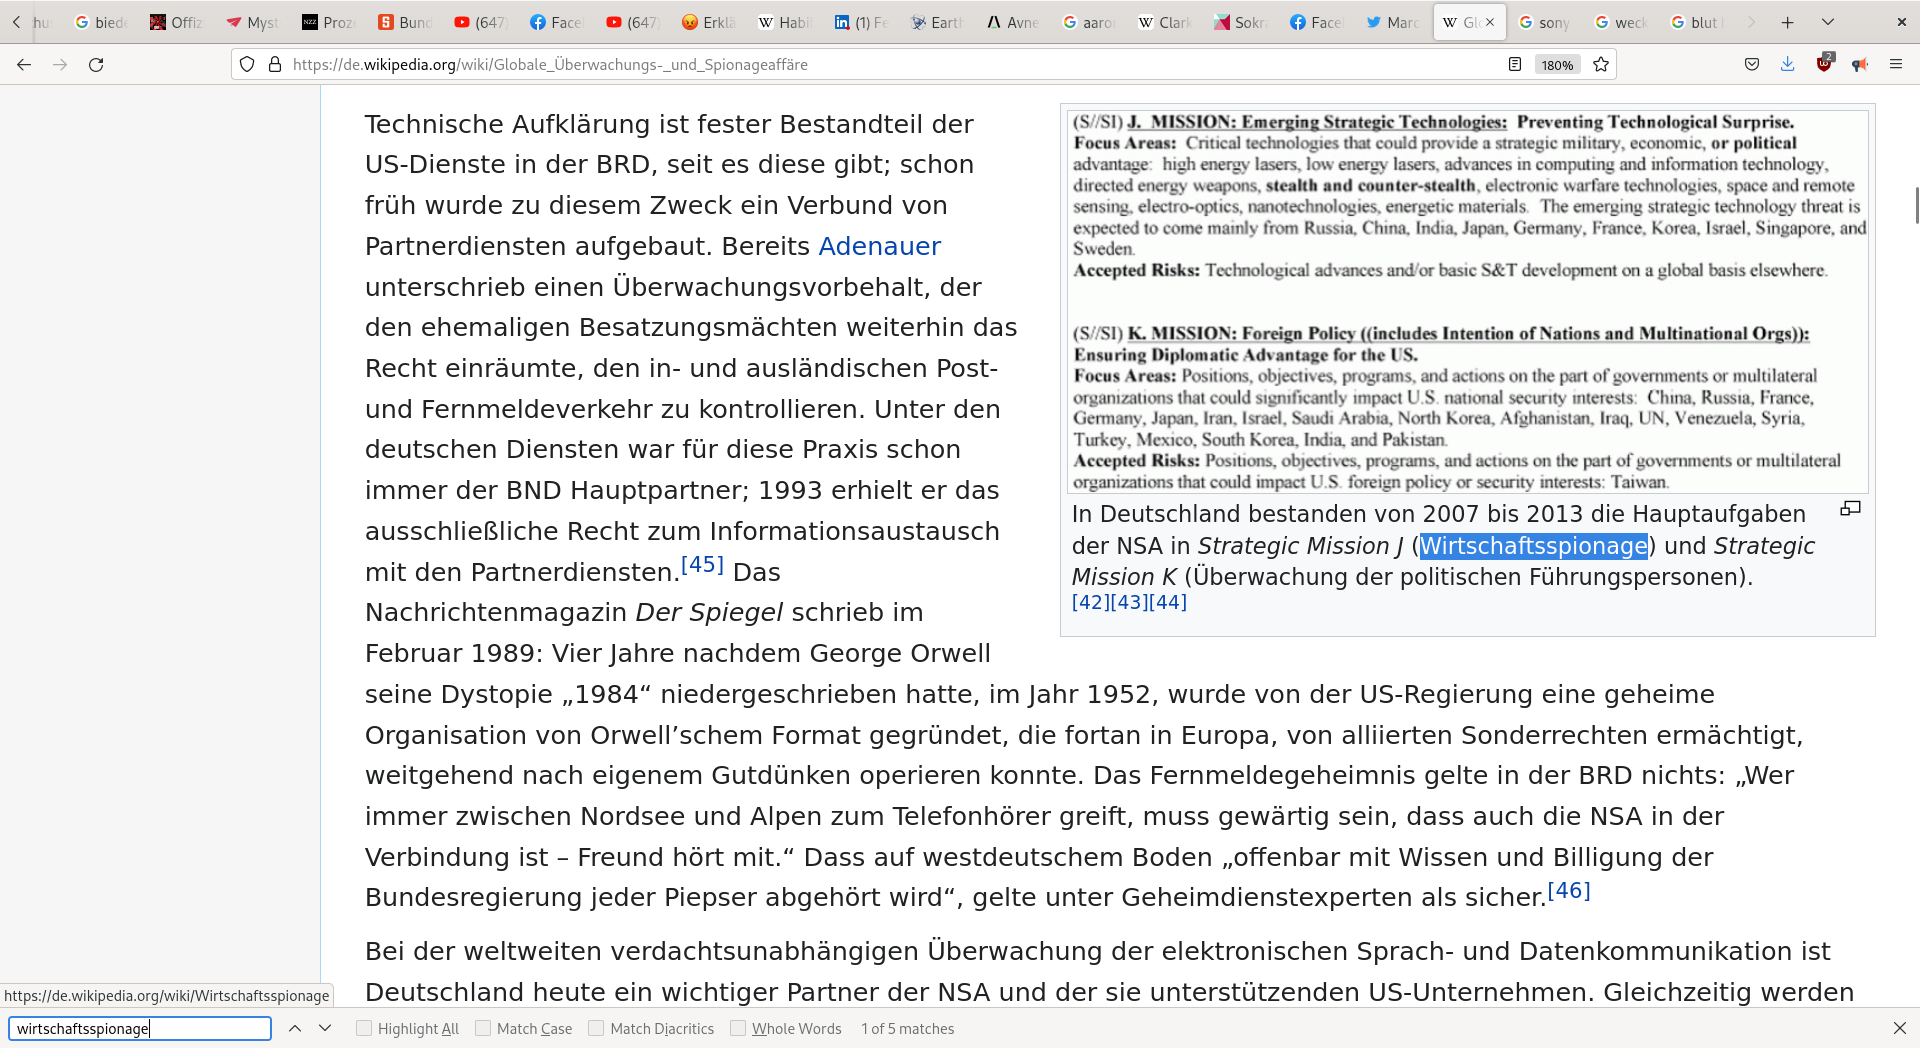 hu
bied
Offiz
Myst
Proze
Bund
(647)
Face
(647)
Erklä
Habi
(1) Fe
Earth
Avne
aaro
Clark
Sokr
Face
Marc
Glo
sony
weck
blut
https://de.wikipedia.org/wiki/Globale_Überwachungs-_und_Spionageaffäre
180%
2
Technische Aufklärung ist fester Bestandteil der
US-Dienste in der BRD, seit es diese gibt; schon
früh wurde zu diesem Zweck ein Verbund von
Partnerdiensten aufgebaut. Bereits Adenauer
unterschrieb einen Überwachungsvorbehalt, der
den ehemaligen Besatzungsmächten weiterhin das
Recht einräumte, den in- und ausländischen Post-
und Fernmeldeverkehr zu kontrollieren. Unter den
deutschen Diensten war für diese Praxis schon
immer der BND Hauptpartner; 1993 erhielt er das
ausschließliche Recht zum Informationsaustausch
mit den Partnerdiensten.[45] Das
Nachrichtenmagazin Der Spiegel schrieb im
Februar 1989: Vier Jahre nachdem George Orwell
seine Dystopie „1984“ niedergeschrieben hatte, im Jahr 1952, wurde von der US-Regierung eine geheime
Organisation von Orwell’schem Format gegründet, die fortan in Europa, von alliierten Sonderrechten ermächtigt,
weitgehend nach eigenem Gutdünken operieren konnte. Das Fernmeldegeheimnis gelte in der BRD nichts: „Wer
immer zwischen Nordsee und Alpen zum Telefonhörer greift, muss gewärtig sein, dass auch die NSA in der
Verbindung ist – Freund hört mit.“ Dass auf westdeutschem Boden „offenbar mit Wissen und Billigung der
Bundesregierung jeder Piepser abgehört wird“, gelte unter Geheimdienstexperten als sicher.[46]
Bei der weltweiten verdachtsunabhängigen Überwachung der elektronischen Sprach- und Datenkommunikation ist
Deutschland heute ein wichtiger Partner der NSA und der sie unterstützenden US-Unternehmen. Gleichzeitig werden
(S//SI) J. MISSION: Emerging Strategic Technologies: Preventing Technological Surprise.
Focus Areas: Critical technologies that could provide a strategic military, economic, or political
advantage: high energy lasers, low energy lasers, advances in computing and information technology,
directed energy weapons, stealth and counter-stealth, electronic warfare technologies, space and remote
sensing, electro-optics, nanotechnologies, energetic materials. The emerging strategic technology threat is
expected to come mainly from Russia, China, India, Japan, Germany, France, Korea, Israel, Singapore, and
Sweden.
Accepted Risks: Technological advances and/or basic S&T development on a global basis elsewhere.
(S//SI) K. MISSION: Foreign Policy ((includes Intention of Nations and Multinational Orgs)):
Ensuring Diplomatic Advantage for the US.
Focus Areas: Positions, objectives, programs, and actions on the part of governments or multilateral
organizations that could significantly impact U.S. national security interests: China, Russia, France,
Germany, Japan, Iran, Israel, Saudi Arabia, North Korea, Afghanistan, Iraq, UN, Venezuela, Syria,
Turkey, Mexico, South Korea, India, and Pakistan.
Accepted Risks: Positions, objectives, programs, and actions on the part of governments or multilateral
organizations that could impact U.S. foreign policy or security interests: Taiwan.
In Deutschland bestanden von 2007 bis 2013 die Hauptaufgaben
der NSA in Strategic Mission J (Wirtschaftsspionage) und Strategic
Mission K (Überwachung der politischen Führungspersonen).
[42][43][44]
https://de.wikipedia.org/wiki/Wirtschaftsspionage
wirtschaftsspionage
Highlight All
Match Case
Match Diacritics
Whole Words
1 of 5 matches